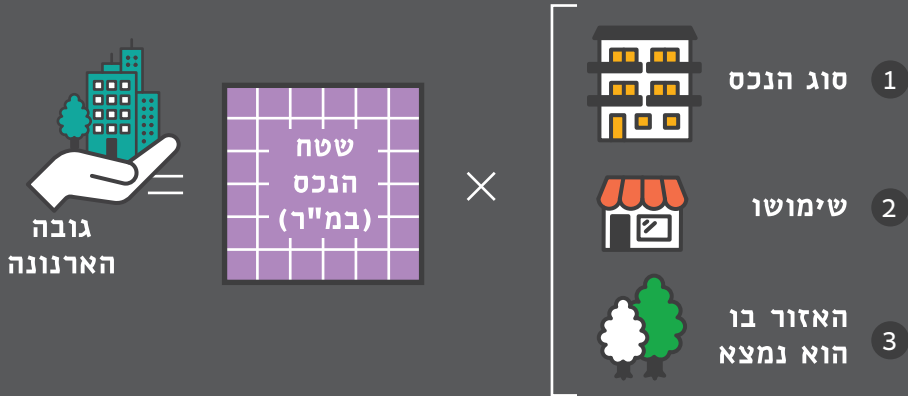 1 סוג הנכס
2 שימושו
3 האזור בו
הוא נמצא
×
שטח
הנכס
(במ"ר)
=
גובה
הארנונה